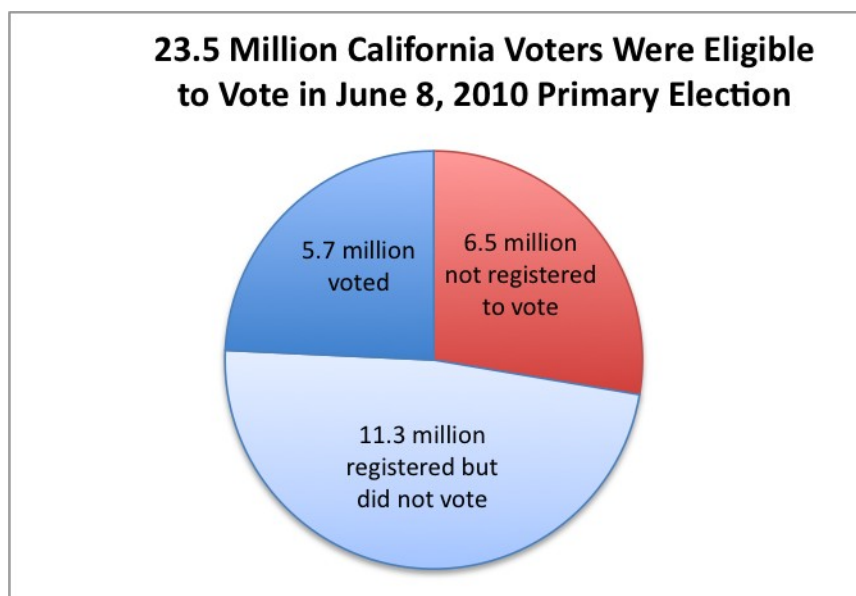 23.5 Million California Voters Were Eligible
to Vote in June 8, 2010 Primary Election
5.7 million
voted
6.5 million
not registered
to vote
11.3 million
registered but
did not vote